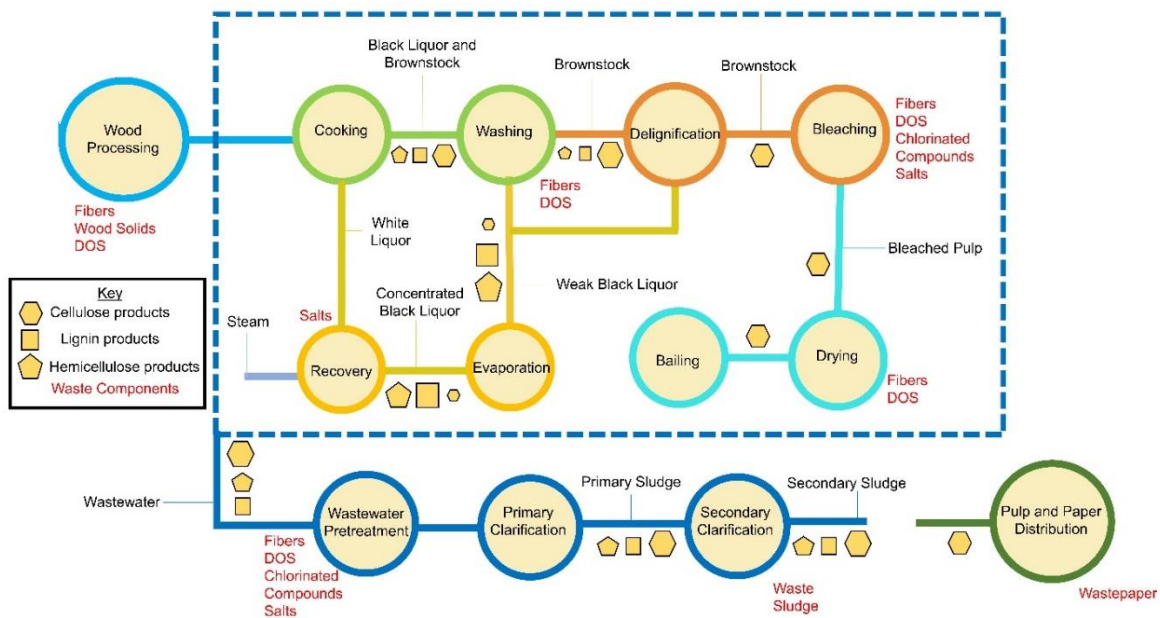 Black Liquor and
Brownstock
Brownstock
Brownstock
Wood
Processing
Cooking
Washing
Delignification
Bleaching
Fibers
DOS
Chlorinated
Compounds
Salts
Fibers
DOS
Fibers
Wood Solids
DOS
White
Liquor
Bleached Pulp
Weak Black Liquor
Concentrated
Black Liquor
Key
Cellulose products
Lignin products
Hemicellulose products
Waste Components
Steam
Salts
Recovery
Evaporation
Bailing
Drying
Fibers
DOS
Wastewater
Primary Sludge
Secondary Sludge
Wastewater
Pretreatment
Primary
Clarification
Secondary
Clarification
Pulp and Paper
Distribution
Fibers
DOS
Chlorinated
Compounds
Salts
Waste
Sludge
Wastepaper